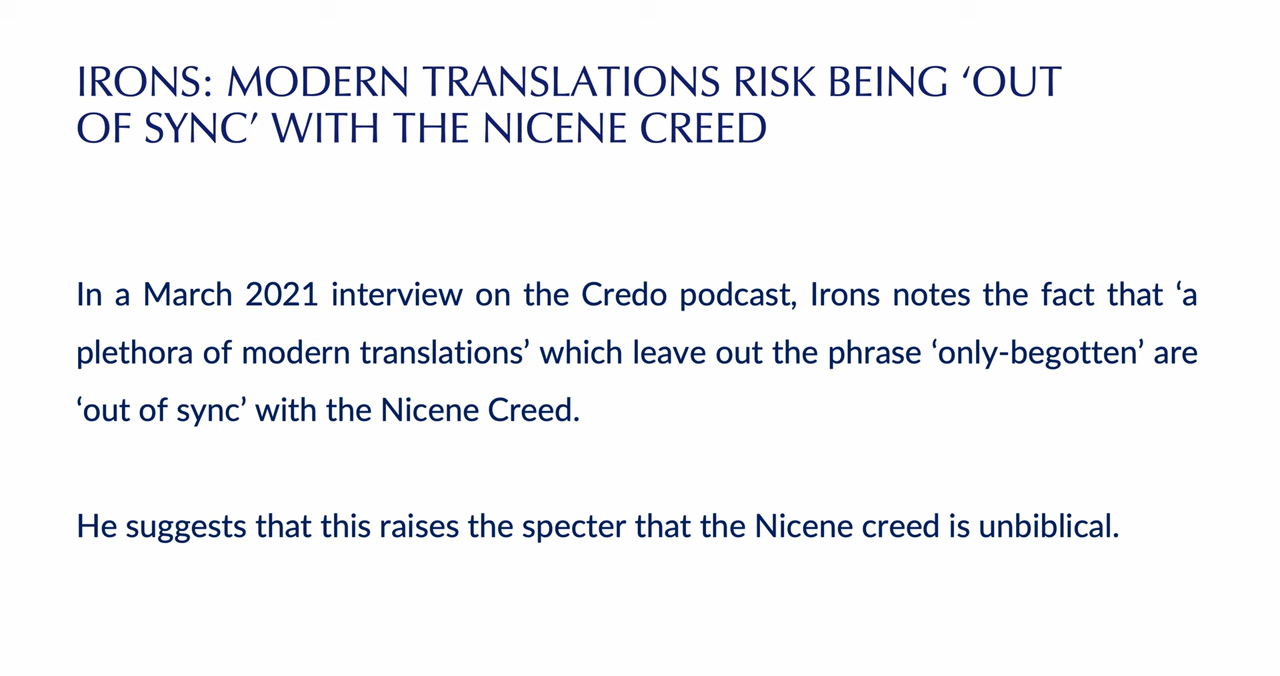 IRONS: MODERN TRANSLATIONS RISK BEING ‘OUT
OF SYNC’ WITH THE NICENE CREED
In a March 2021 interview on the Credo podcast, Irons notes the fact that ‘a
plethora of modern translations’ which leave out the phrase ‘only-begotten’ are
‘out of sync’ with the Nicene Creed.
He suggests that this raises the specter that the Nicene creed is unbiblical.